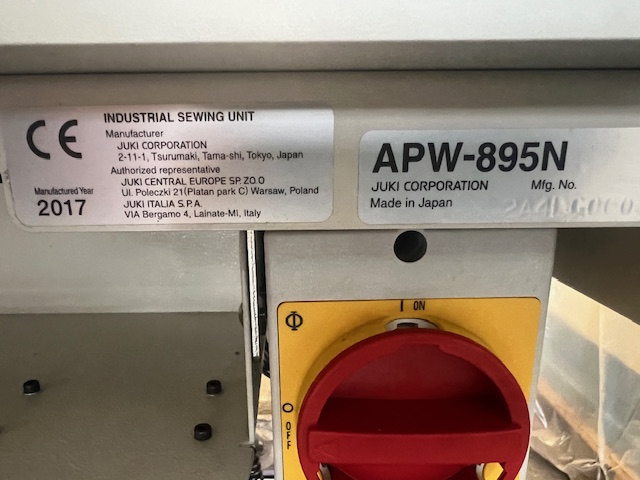 CE
INDUSTRIAL SEWING UNIT
Manufacturer
JUKI CORPORATION
2-11-1, Tsurumaki, Tama-shi, Tokyo, Japan
Authorized representative
JUKI CENTRAL EUROPE SP.ZO.O
Ul. Poleczki 21(Platan park C) Warsaw, Poland
JUKI ITALIA S.P.A.
VIA Bergamo 4, Lainate-MI, Italy
Manufactured Year
2017
APW-895N
JUKI CORPORATION Mfg. No.
Made in Japan
I ON
O OFF